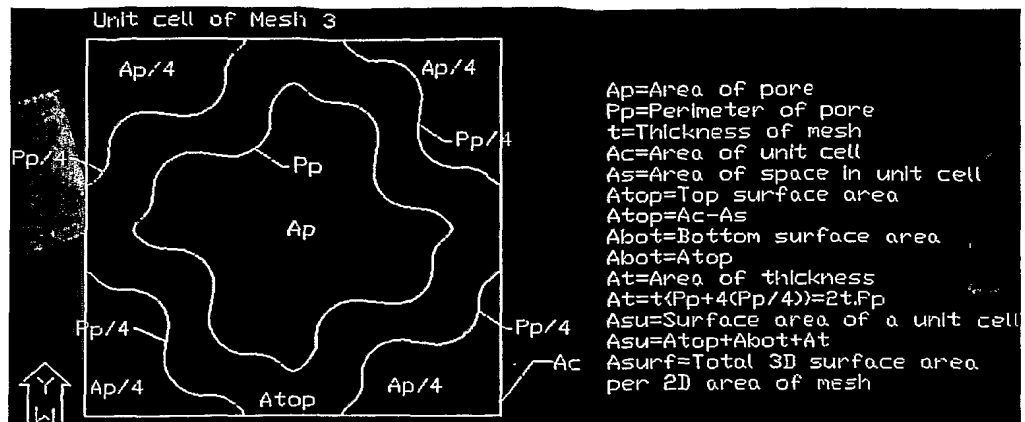 Unit cell of Mesh 3
Ap/4
Ap/4
Pp/4
Pp/4
Pp
Ap
Pp/4
Pp/4
Ac
Ap/4
Ap/4
Atop
Y
W
Ap=Area of pore
Pp=Perimeter of pore
t=Thickness of mesh
Ac=Area of unit cell
As=Area of space in unit cell
Atop=Top surface area
Atop=Ac-As
Abot=Bottom surface area
Abot=Atop
At=Area of thickness
At=t(Pp+4(Pp/4))=2t.Pp
Asu=Surface area of a unit cell
Asu=Atop+Abot+At
Asurf=Total 3D surface area
per 2D area of mesh